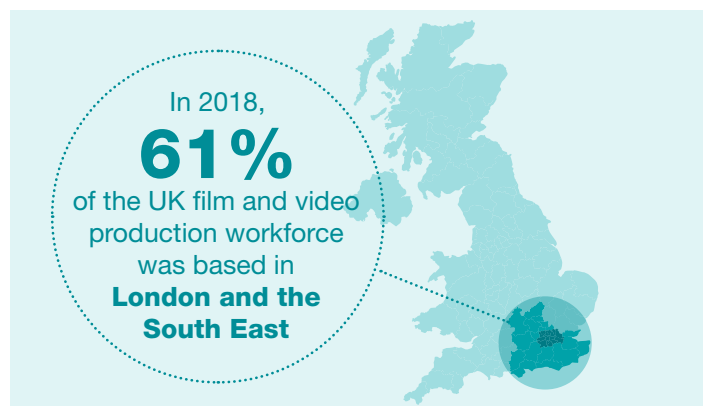 In 2018,
61%
of the UK film and video
production workforce
was based in
London and the
South East